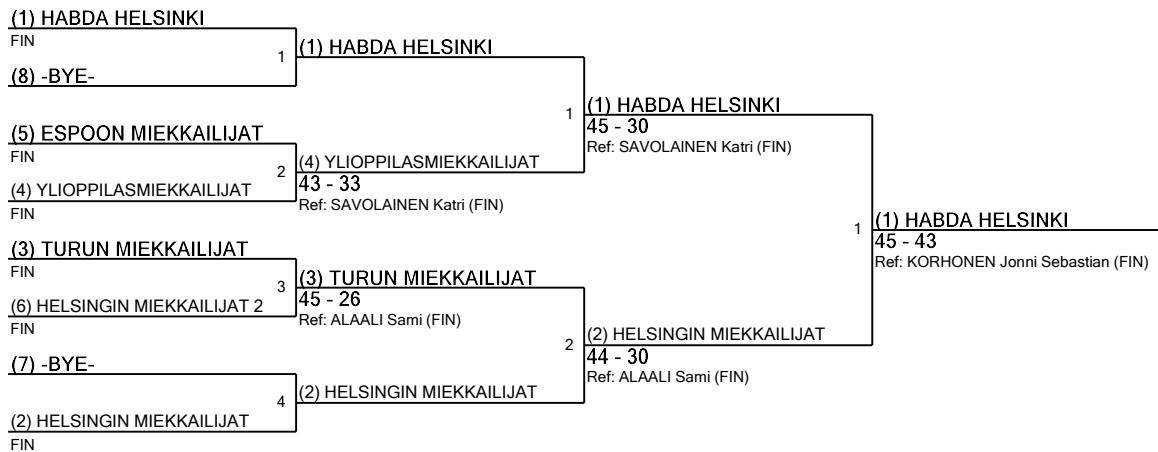 (1) HABDA HELSINKI
FIN
1
(8) -BYE-
(5) ESPOON MIEKKAILIJAT
FIN
2
(4) YLIOPPILASMIEKKAILIJAT
FIN
(3) TURUN MIEKKAILIJAT
FIN
3
(6) HELSINGIN MIEKKAILIJAT 2
FIN
(7) -BYE-
4
(2) HELSINGIN MIEKKAILIJAT
FIN
(1) HABDA HELSINKI
1
(4) YLIOPPILASMIEKKAILIJAT
43 - 33
Ref: SAVOLAINEN Katri (FIN)
(3) TURUN MIEKKAILIJAT
45 - 26
Ref: ALAALI Sami (FIN)
2
(2) HELSINGIN MIEKKAILIJAT
(1) HABDA HELSINKI
45 - 30
Ref: SAVOLAINEN Katri (FIN)
1
(2) HELSINGIN MIEKKAILIJAT
44 - 30
Ref: ALAALI Sami (FIN)
(1) HABDA HELSINKI
45 - 43
Ref: KORHONEN Jonni Sebastian (FIN)